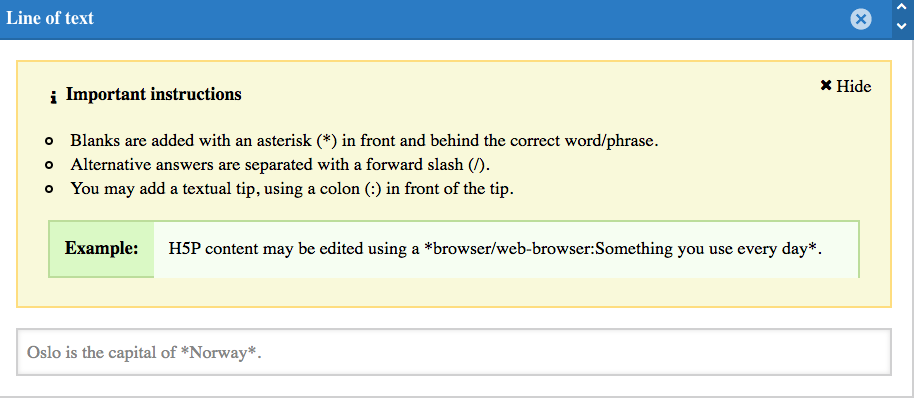 Line of text
Important instructions
Hide
Blanks are added with an asterisk (*) in front and behind the correct word/phrase.
Alternative answers are separated with a forward slash (/).
You may add a textual tip, using a colon (:) in front of the tip.
Example: H5P content may be edited using a *browser/web-browser:Something you use every day*.
Oslo is the capital of *Norway*.